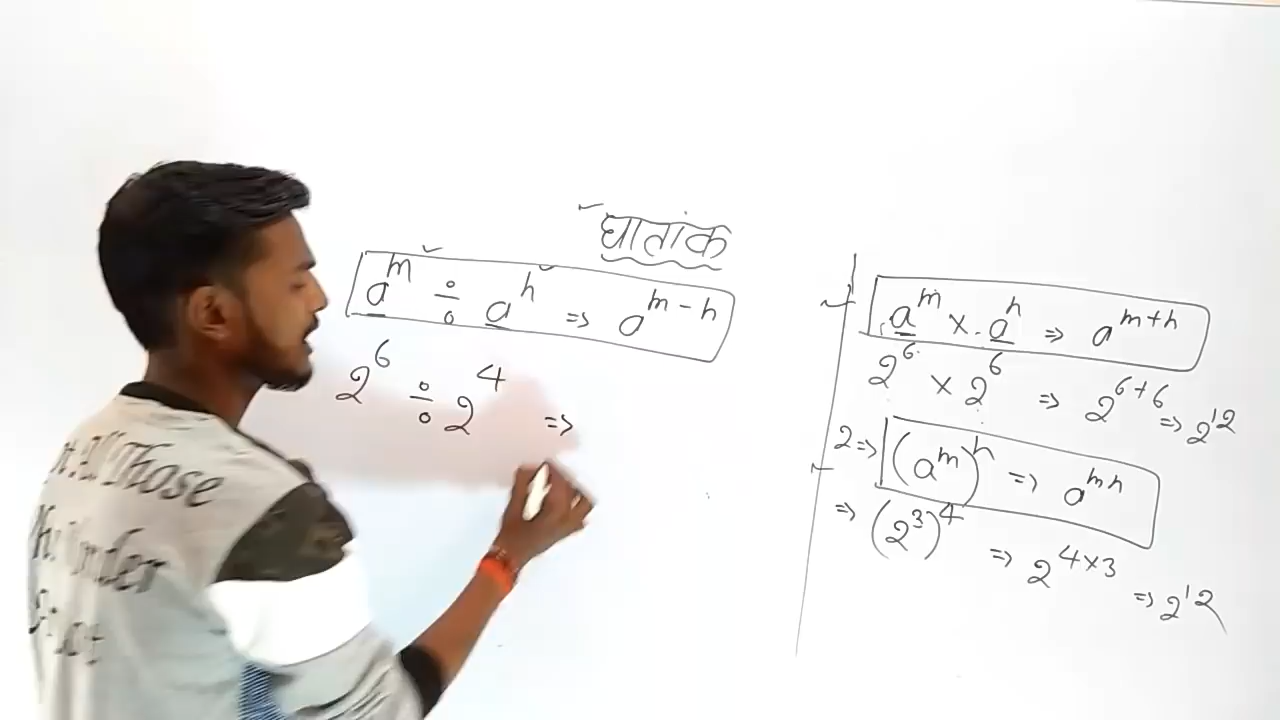 घातांक
a^m ÷ a^n ⇒ a^{m-n}
2^6 ÷ 2^4 ⇒
a^m × a^n ⇒ a^{m+n}
2^6 × 2^6 ⇒ 2^{6+6} ⇒ 2^{12}
2⇒ (a^m)^n ⇒ a^{mn}
⇒ (2^3)^4 ⇒ 2^{4×3} ⇒ 2^{12}
Those